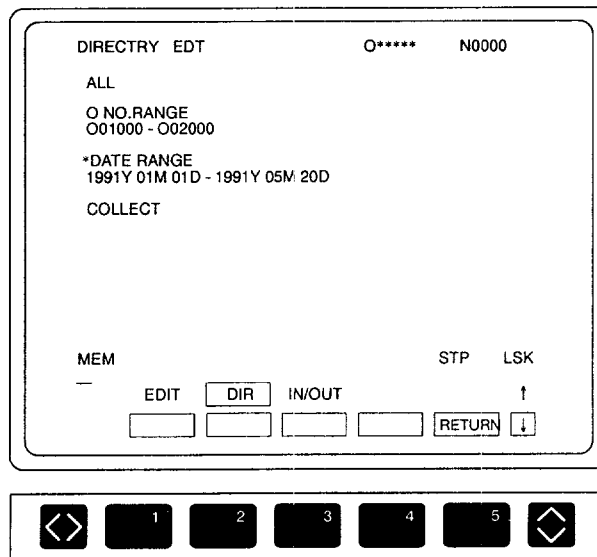 DIRECTRY EDT O***** N0000
ALL
O NO.RANGE
O01000 - O02000
*DATE RANGE
1991Y 01M 01D - 1991Y 05M 20D
COLLECT
MEM STP LSK
EDIT DIR IN/OUT ↑
RETURN ↓
1 2 3 4 5